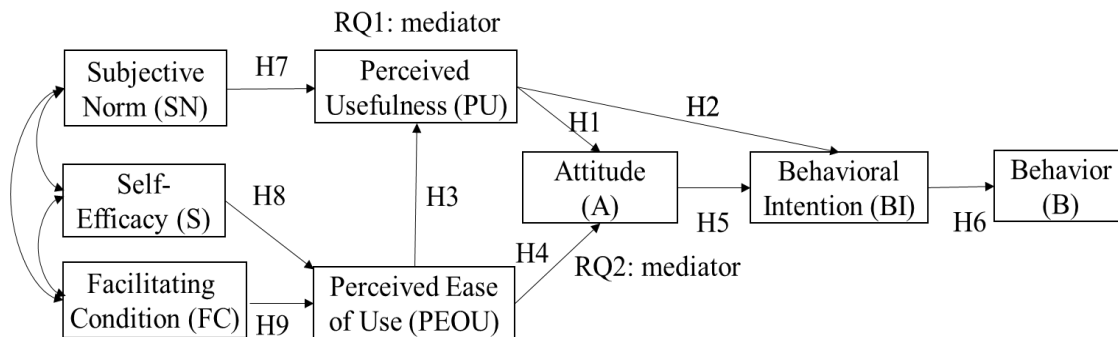 RQ1: mediator
Subjective
Norm (SN)
H7
Perceived
Usefulness (PU)
H1
H2
Self-
Efficacy (S)
H8
H3
Attitude
(A)
H5
Behavioral
Intention (BI)
H6
Behavior
(B)
H4
RQ2: mediator
Facilitating
Condition (FC)
H9
Perceived Ease
of Use (PEOU)